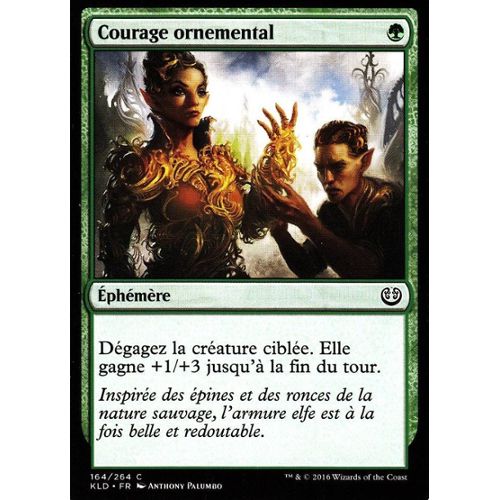 Courage ornemental
Éphémère
Dégagez la créature ciblée. Elle
gagne +1/+3 jusqu'à la fin du tour.
Inspirée des épines et des ronces de la
nature sauvage, l'armure elfe est à la
fois belle et redoutable.
164/264 C
KLD • FR ANTHONY PALUMBO
™ & © 2016 Wizards of the Coast